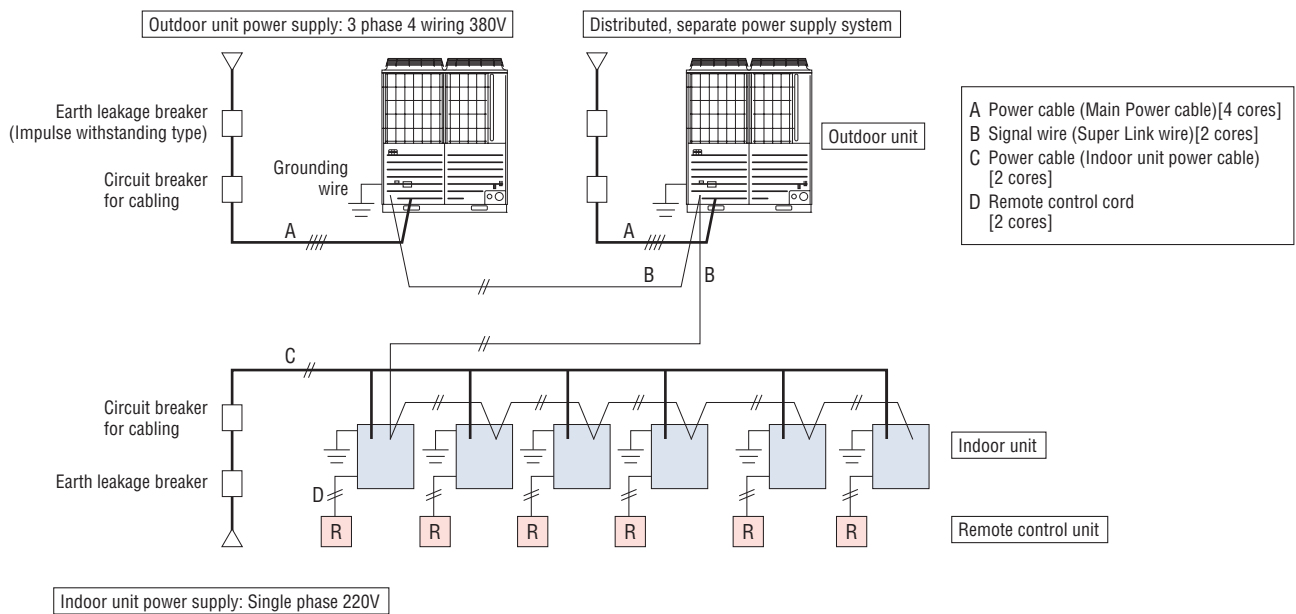 Outdoor unit power supply: 3 phase 4 wiring 380V
Distributed, separate power supply system
Earth leakage breaker
(Impulse withstanding type)
Circuit breaker
for cabling
Grounding
wire
Outdoor unit
A Power cable (Main Power cable)[4 cores]
B Signal wire (Super Link wire)[2 cores]
C Power cable (Indoor unit power cable)
[2 cores]
D Remote control cord
[2 cores]
A
A
B
B
C
Circuit breaker
for cabling
Earth leakage breaker
Indoor unit
D
R
R
R
R
R
R
Remote control unit
Indoor unit power supply: Single phase 220V